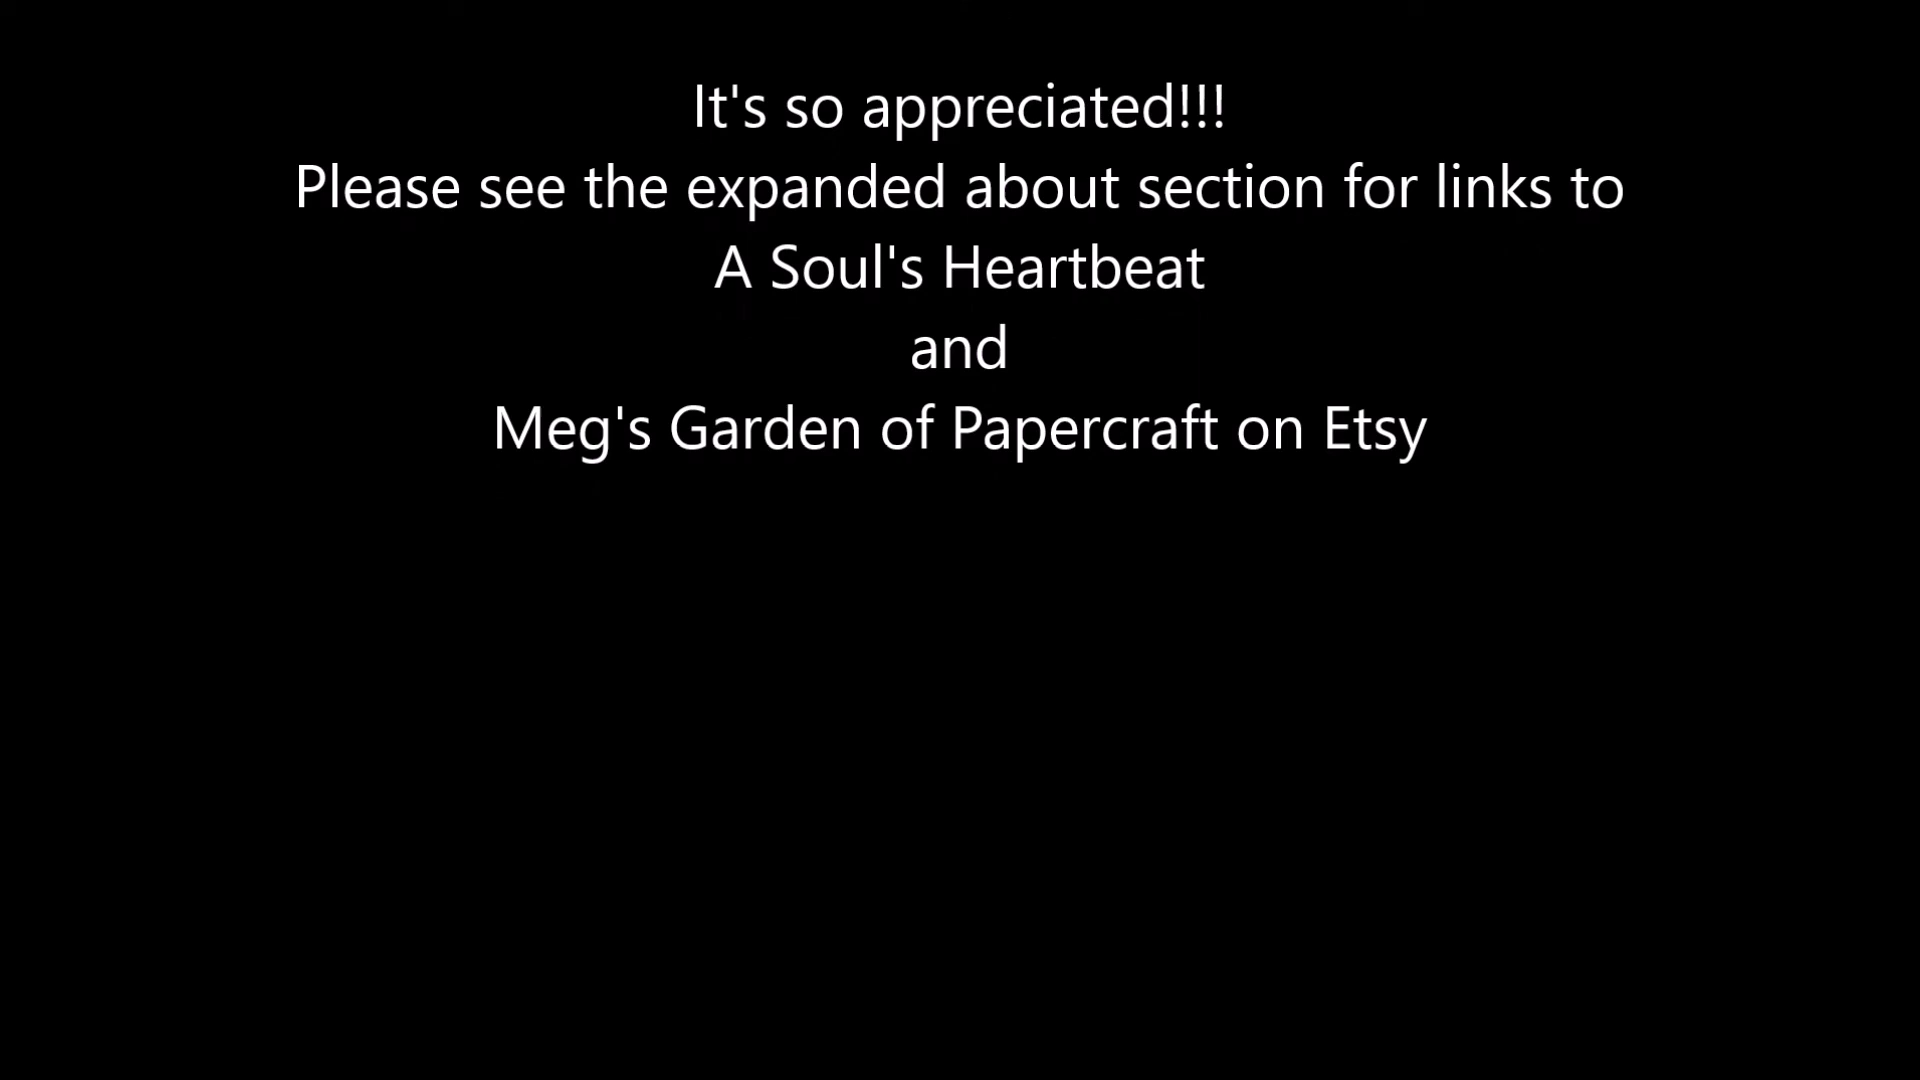 It's so appreciated!!!
Please see the expanded about section for links to
A Soul's Heartbeat
and
Meg's Garden of Papercraft on Etsy